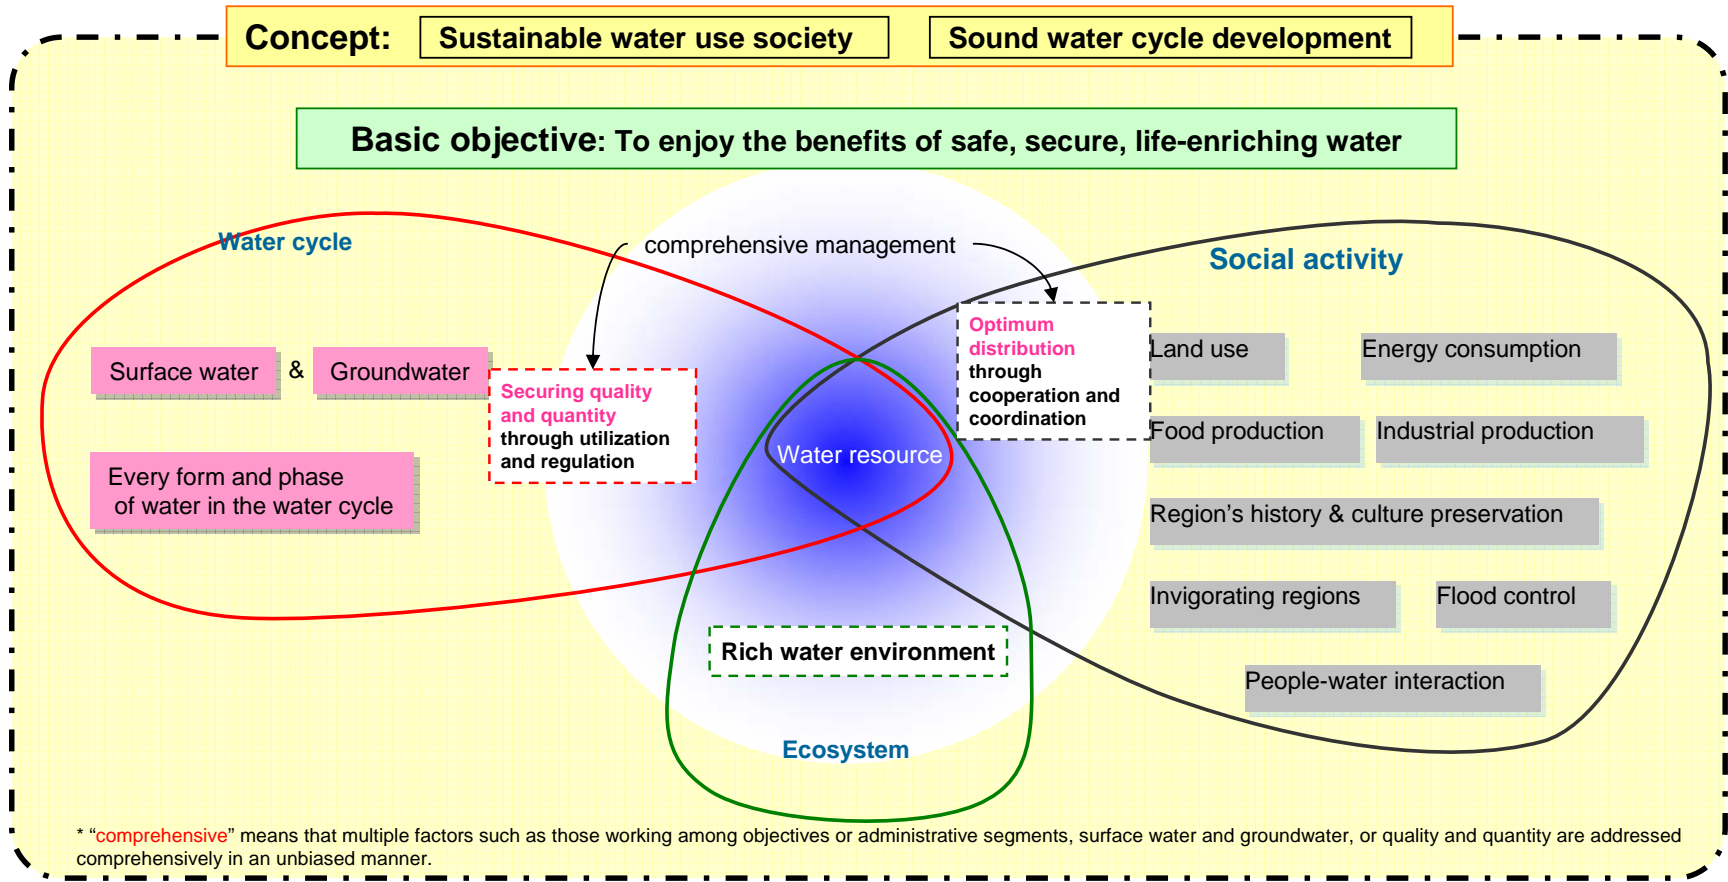 Concept: Sustainable water use society Sound water cycle development
Basic objective: To enjoy the benefits of safe, secure, life-enriching water
Water cycle
comprehensive management
Social activity
Surface water & Groundwater
Every form and phase
of water in the water cycle
Securing quality
and quantity
through utilization
and regulation
Optimum
distribution
through
cooperation and
coordination
Water resource
Land use
Energy consumption
Food production
Industrial production
Region's history & culture preservation
Invigorating regions
Flood control
People-water interaction
Rich water environment
Ecosystem
* “comprehensive” means that multiple factors such as those working among objectives or administrative segments, surface water and groundwater, or quality and quantity are addressed
comprehensively in an unbiased manner.